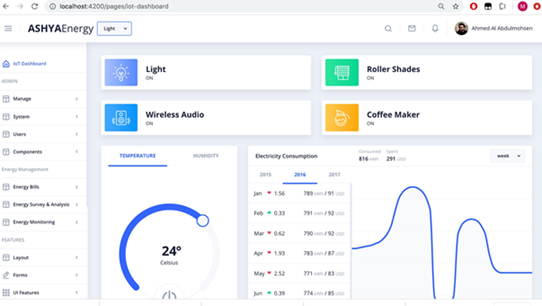 localhost:4200/pages/iot-dashboard
M
ASHYAEnergy
Light
Ahmed Al Abdulmohsen
IoT Dashboard
ADMIN
Manage
System
Users
Components
Energy Management
Energy Bills
Energy Survey & Analysis
Energy Monitoring
FEATURES
Layout
Forms
UI Features
Light
ON
Roller Shades
ON
Wireless Audio
ON
Coffee Maker
ON
TEMPERATURE
HUMIDITY
24°
Celsius
Electricity Consumption
Consumed
816 kWh
Spent
291 USD
week
2015
2016
2017
Jan 1.56 789 kWh / 91 USD
Feb 0.33 791 kWh / 92 USD
Mar 0.62 790 kWh / 92 USD
Apr 1.93 783 kWh / 87 USD
May 2.52 771 kWh / 83 USD
Jun 0.39 774 kWh / 85 USD